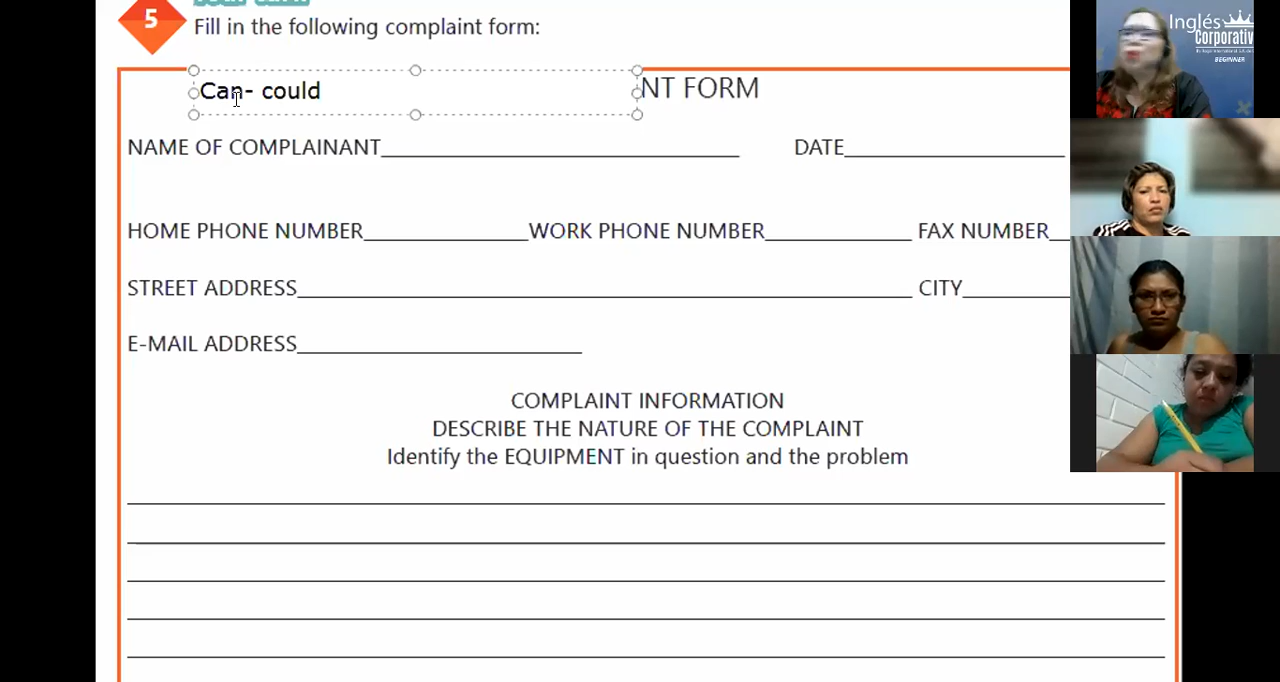 5
Fill in the following complaint form:
Can- could
NT FORM
NAME OF COMPLAINANT DATE
HOME PHONE NUMBER WORK PHONE NUMBER FAX NUMBER
STREET ADDRESS CITY
E-MAIL ADDRESS
COMPLAINT INFORMATION
DESCRIBE THE NATURE OF THE COMPLAINT
Identify the EQUIPMENT in question and the problem
Inglés
Corporativ
BEGINNER